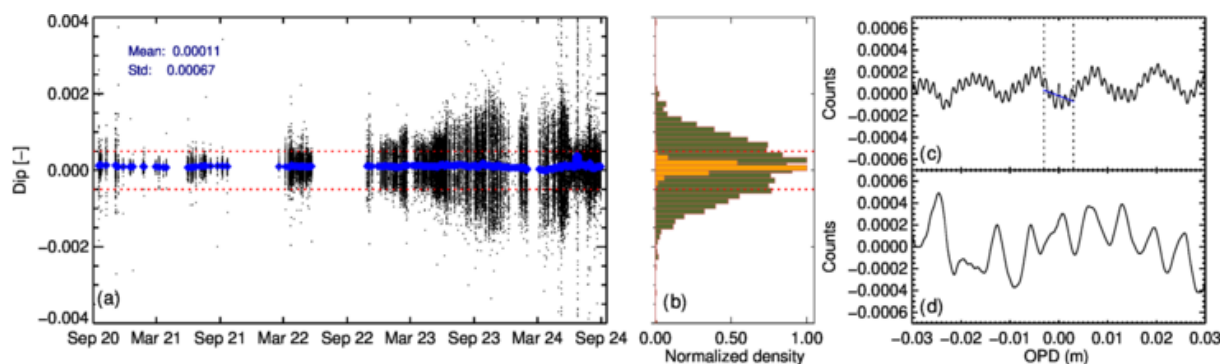 0.004
0.002
0.000
−0.002
−0.004
Dip [−]
Mean: 0.00011
Std: 0.00067
(a)
Sep 20 Mar 21 Sep 21 Mar 22 Sep 22 Mar 23 Sep 23 Mar 24 Sep 24
(b)
0.00 0.50 1.00
Normalized density
0.0006
0.0004
0.0002
0.0000
−0.0002
−0.0004
−0.0006
Counts
(c)
0.0006
0.0004
0.0002
0.0000
−0.0002
−0.0004
−0.0006
Counts
(d)
−0.03 −0.02 −0.01 0.00 0.01 0.02 0.03
OPD (m)